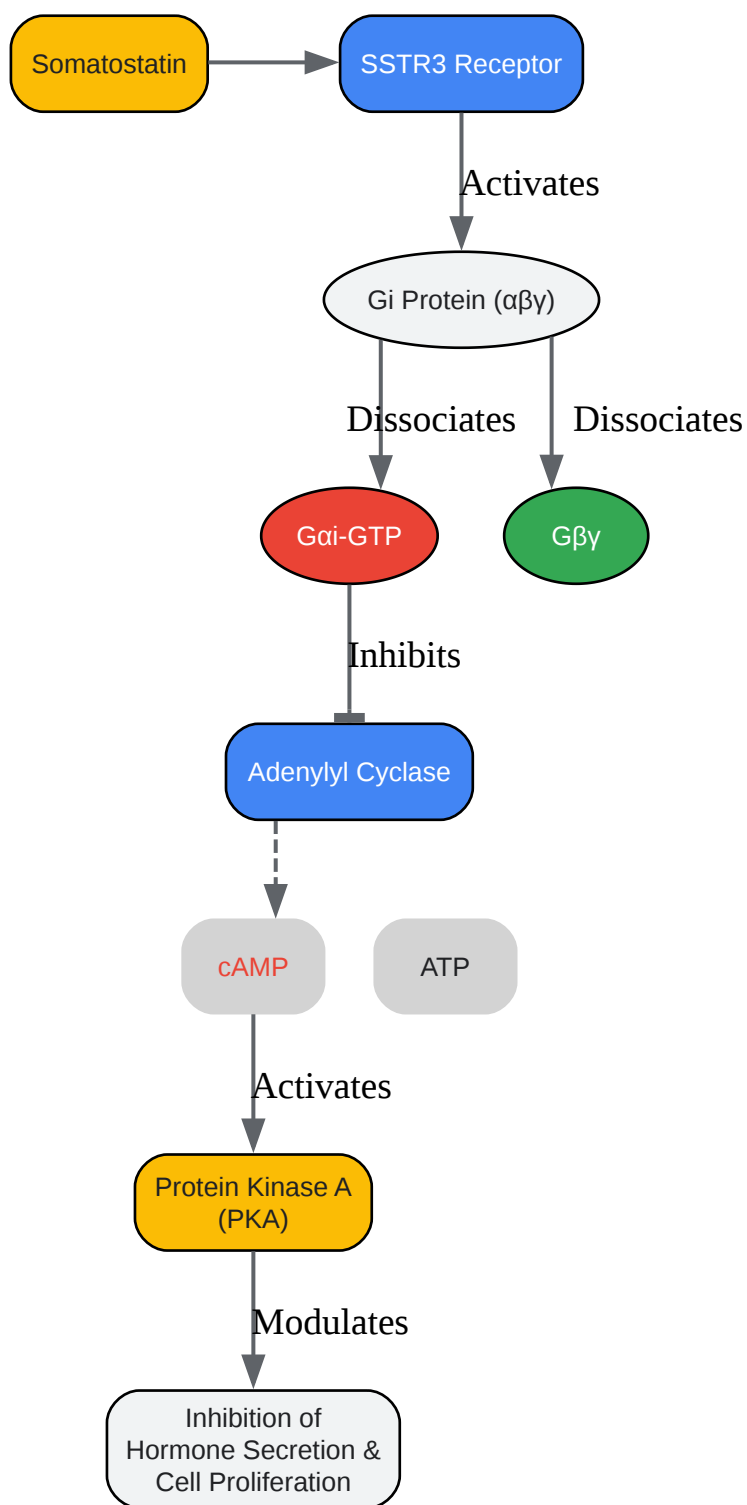 Somatostatin
SSTR3 Receptor
Activates
Gi Protein (αβγ)
Dissociates
Dissociates
Gαi-GTP
Gβγ
Inhibits
Adenylyl Cyclase
cAMP
ATP
Activates
Protein Kinase A
(PKA)
Modulates
Inhibition of
Hormone Secretion &
Cell Proliferation